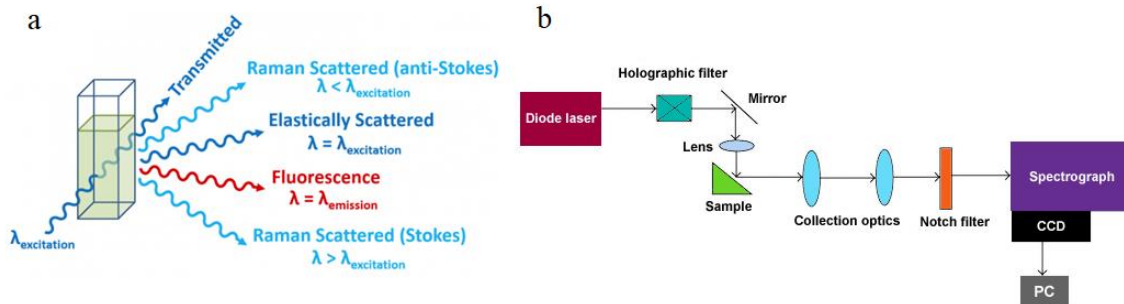 a
Transmitted
Raman Scattered (anti-Stokes)
λ < λexcitation
Elastically Scattered
λ = λexcitation
Fluorescence
λ = λemission
Raman Scattered (Stokes)
λ > λexcitation
λexcitation
b
Holographic filter
Mirror
Diode laser
Lens
Sample
Collection optics
Notch filter
Spectrograph
CCD
PC